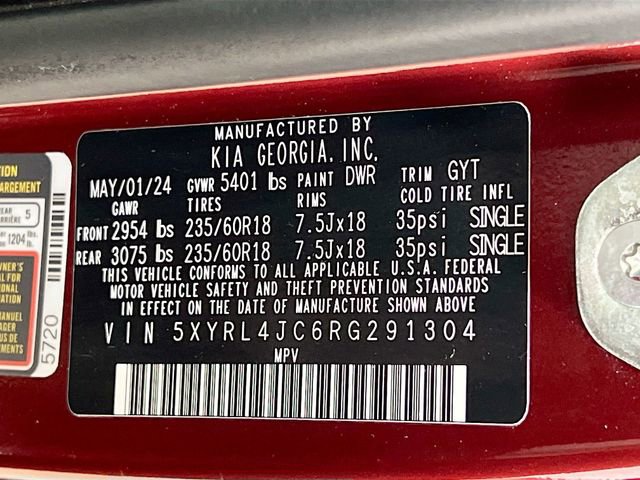 MANUFACTURED BY
KIA GEORGIA. INC.
MAY/01/24 GVWR 5401 lbs PAINT DWR TRIM GYT
GAWR TIRES RIMS COLD TIRE INFL
FRONT 2954 lbs 235/60R18 7.5Jx18 35psi SINGLE
REAR 3075 lbs 235/60R18 7.5Jx18 35psi SINGLE
THIS VEHICLE CONFORMS TO ALL APPLICABLE U.S.A. FEDERAL
MOTOR VEHICLE SAFETY AND THEFT PREVENTION STANDARDS
IN EFFECT ON THE DATE OF MANUFACTURE SHOWN ABOVE
VIN 5XYRL4JC6RG291304
MPV
5
1204
5720
MANUEL